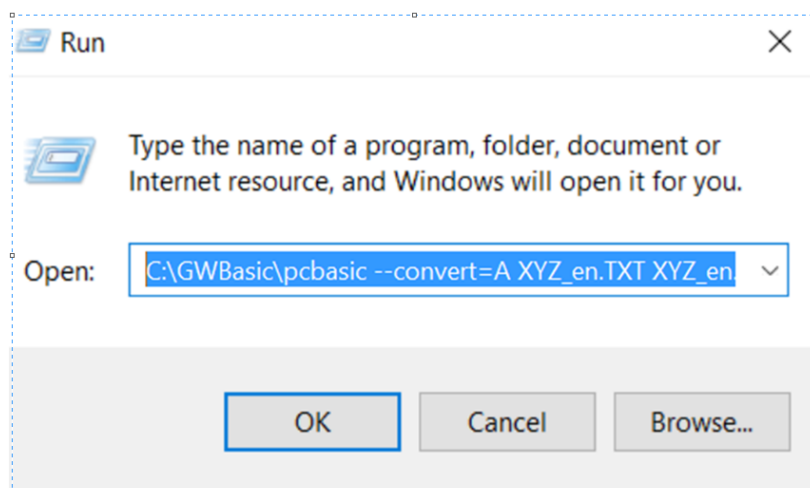 Run
Type the name of a program, folder, document or
Internet resource, and Windows will open it for you.
Open: C:\GWBasic\pcbasic --convert=A XYZ_en.TXT XYZ_en.
OK Cancel Browse...